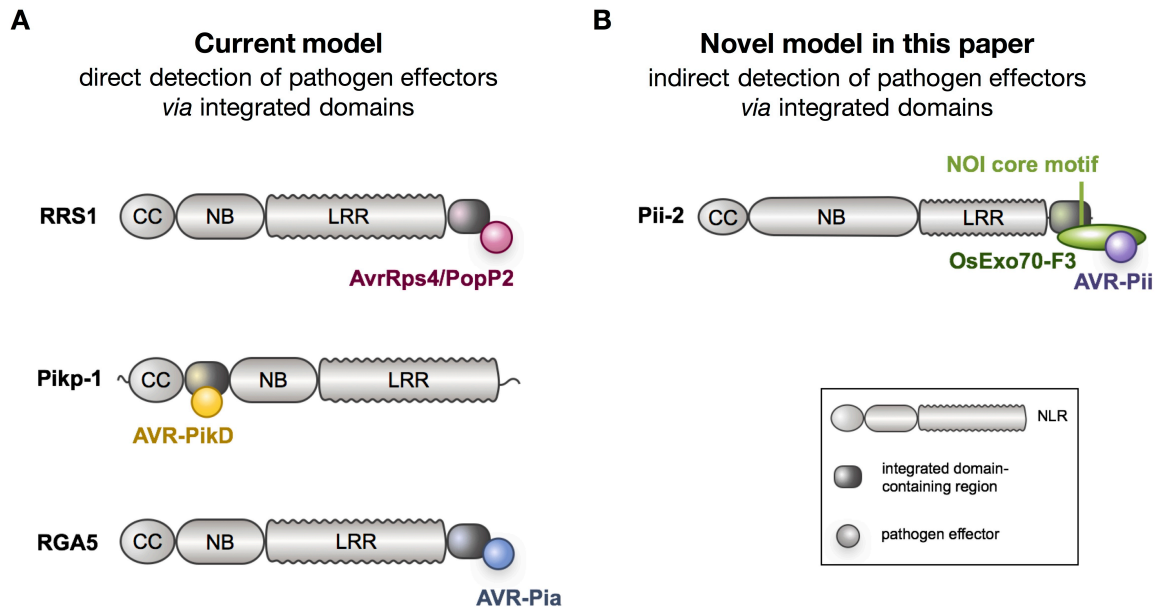 A
Current model
direct detection of pathogen effectors
via integrated domains
RRS1
CC
NB
LRR
AvrRps4/PopP2
Pikp-1
CC
NB
LRR
AVR-PikD
RGA5
CC
NB
LRR
AVR-Pia
B
Novel model in this paper
indirect detection of pathogen effectors
via integrated domains
NOI core motif
Pii-2
CC
NB
LRR
OsExo70-F3
AVR-Pii
NLR
integrated domain-
containing region
pathogen effector